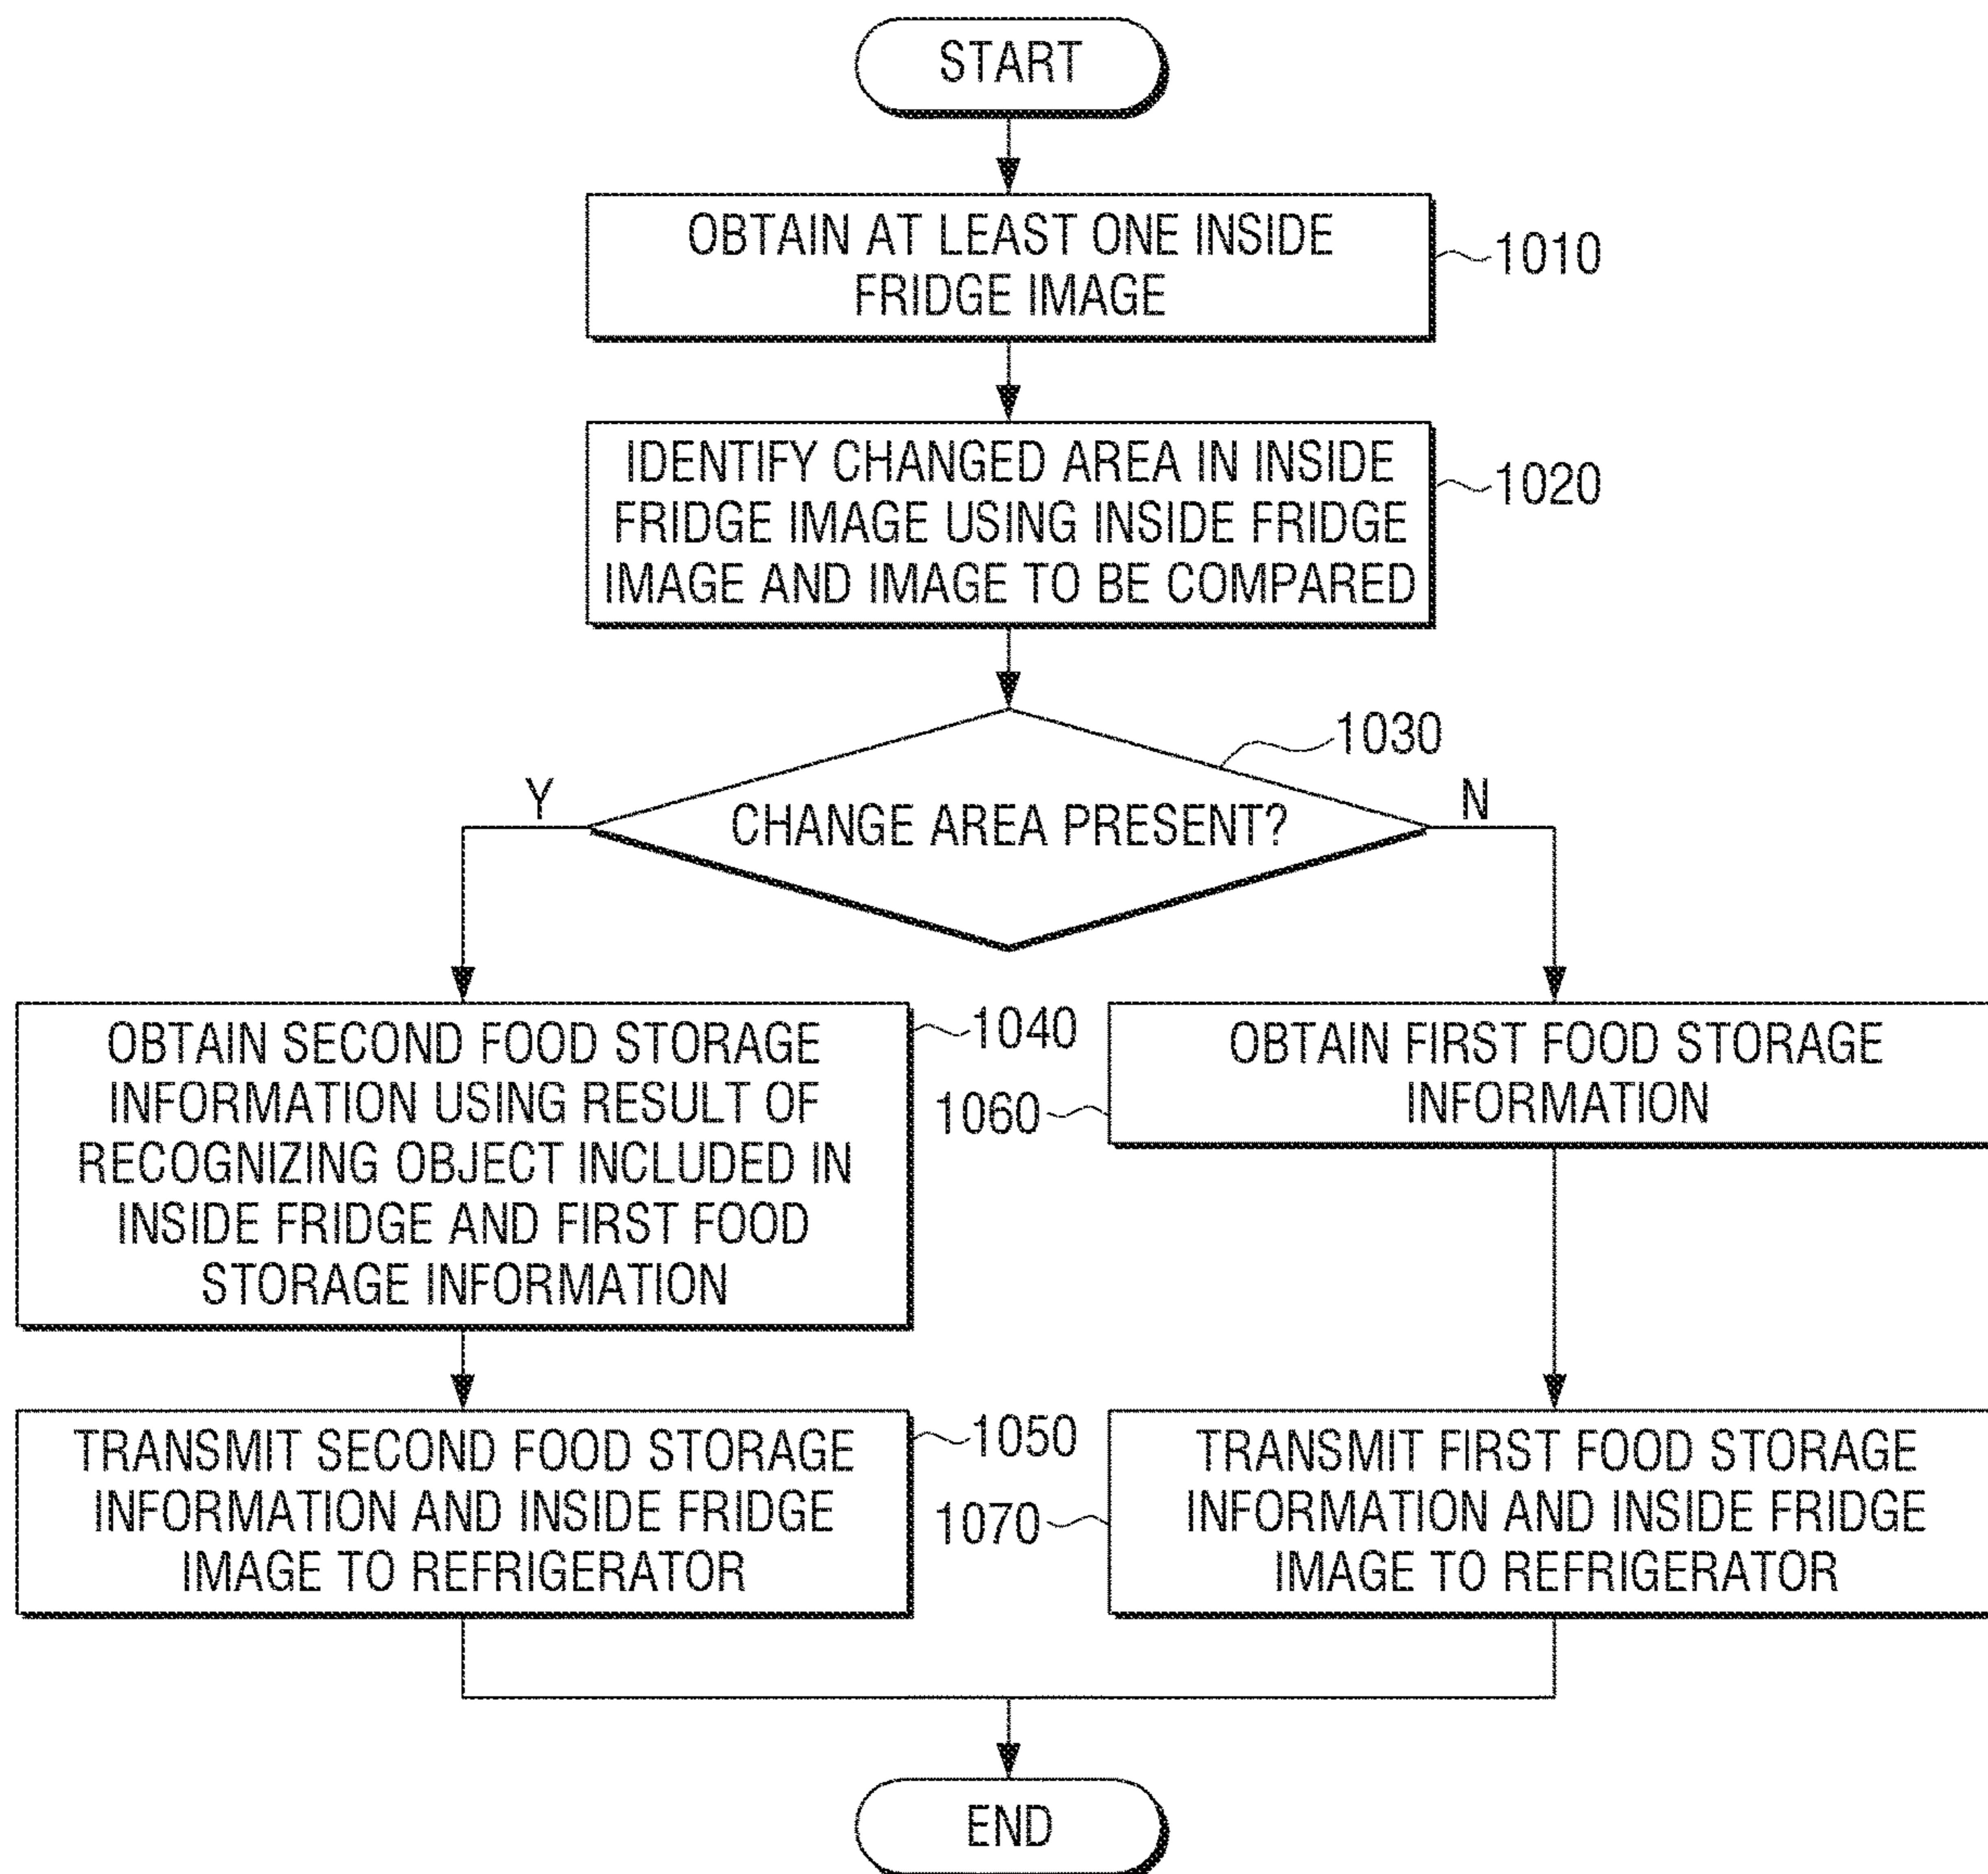 START
OBTAIN AT LEAST ONE INSIDE
FRIDGE IMAGE
1010
IDENTIFY CHANGED AREA IN INSIDE
FRIDGE IMAGE USING INSIDE FRIDGE
IMAGE AND IMAGE TO BE COMPARED
1020
1030
CHANGE AREA PRESENT?
Y
N
OBTAIN SECOND FOOD STORAGE
INFORMATION USING RESULT OF
RECOGNIZING OBJECT INCLUDED IN
INSIDE FRIDGE AND FIRST FOOD
STORAGE INFORMATION
1040
OBTAIN FIRST FOOD STORAGE
INFORMATION
1060
TRANSMIT SECOND FOOD STORAGE
INFORMATION AND INSIDE FRIDGE
IMAGE TO REFRIGERATOR
1050
TRANSMIT FIRST FOOD STORAGE
INFORMATION AND INSIDE FRIDGE
IMAGE TO REFRIGERATOR
1070
END